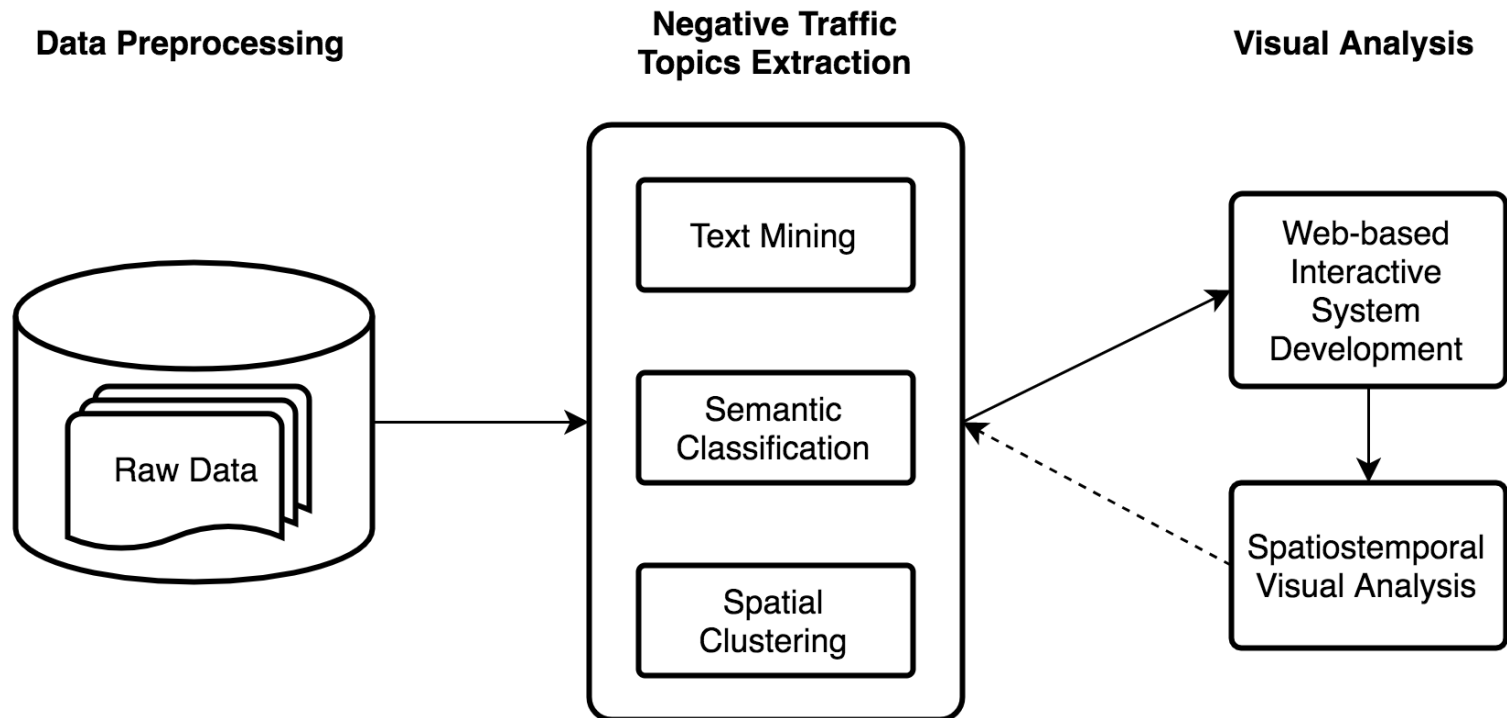 Data Preprocessing
Negative Traffic
Topics Extraction
Visual Analysis
Raw Data
Text Mining
Semantic
Classification
Spatial
Clustering
Web-based
Interactive
System
Development
Spatiostemporal
Visual Analysis